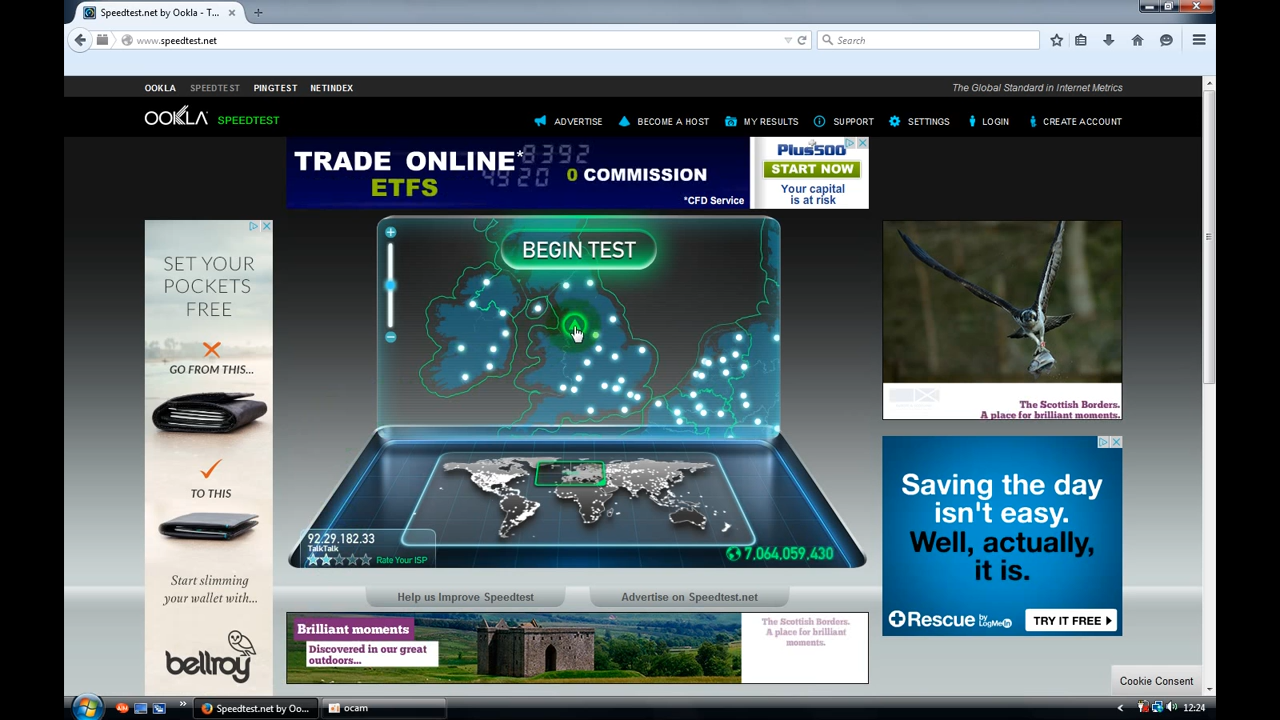 Speedtest.net by Ookla - T...
www.speedtest.net
Search
OOKLA SPEEDTEST PINGTEST NETINDEX
The Global Standard in Internet Metrics
OOKLA SPEEDTEST
ADVERTISE BECOME A HOST MY RESULTS SUPPORT SETTINGS LOGIN CREATE ACCOUNT
TRADE ONLINE*
ETFS
8392
4920
0 COMMISSION
*CFD Service
Plus500
START NOW
Your capital
is at risk
SET YOUR
POCKETS
FREE
GO FROM THIS...
TO THIS
Start slimming
your wallet with...
bellroy
BEGIN TEST
92.29.182.33
TalkTalk
Rate Your ISP
7,064,059,430
Help us Improve Speedtest
Advertise on Speedtest.net
Brilliant moments
Discovered in our great
outdoors...
The Scottish Borders.
A place for brilliant
moments.
The Scottish Borders.
A place for brilliant moments.
Saving the day
isn't easy.
Well, actually,
it is.
Rescue by LogMeIn
TRY IT FREE
Cookie Consent
Speedtest.net by Oo...
ocam
12:24